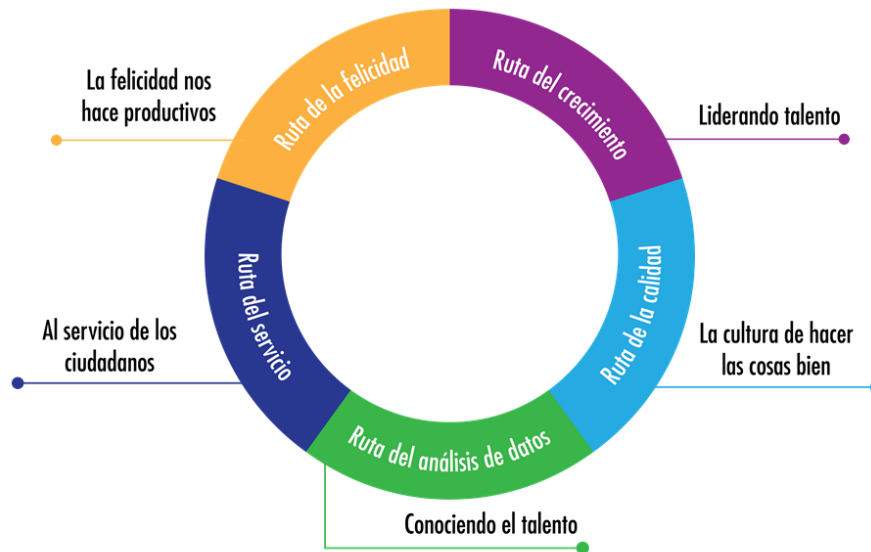 Ruta de la felicidad
Ruta del crecimiento
La felicidad nos
hace productivos
Liderando talento
Ruta del servicio
Ruta de la calidad
Al servicio de los
ciudadanos
La cultura de hacer
las cosas bien
Ruta del análisis de datos
Conociendo el talento